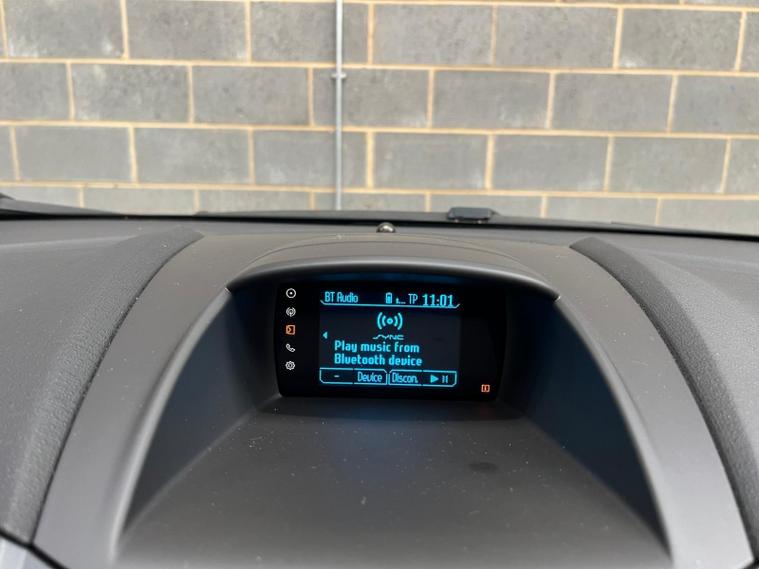 BT Audio TP 11:01
SYNC
Play music from
Bluetooth device
- Device Discon.